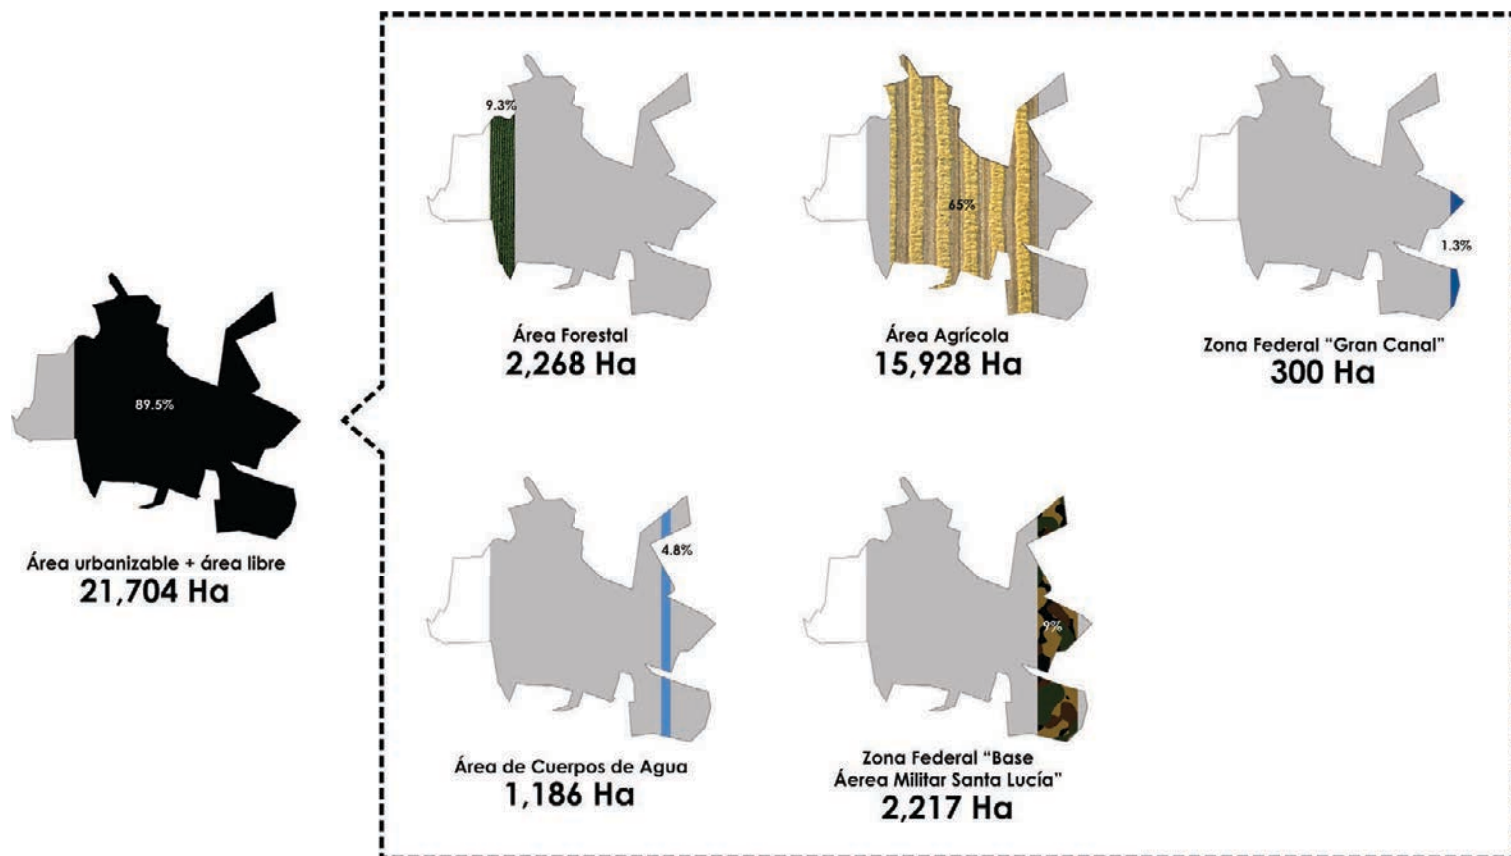 89.5%
Área urbanizable + área libre
21,704 Ha
9.3%
Área Forestal
2,268 Ha
65%
Área Agrícola
15,928 Ha
1.3%
Zona Federal “Gran Canal”
300 Ha
4.8%
Área de Cuerpos de Agua
1,186 Ha
9%
Zona Federal “Base
Áerea Militar Santa Lucía”
2,217 Ha